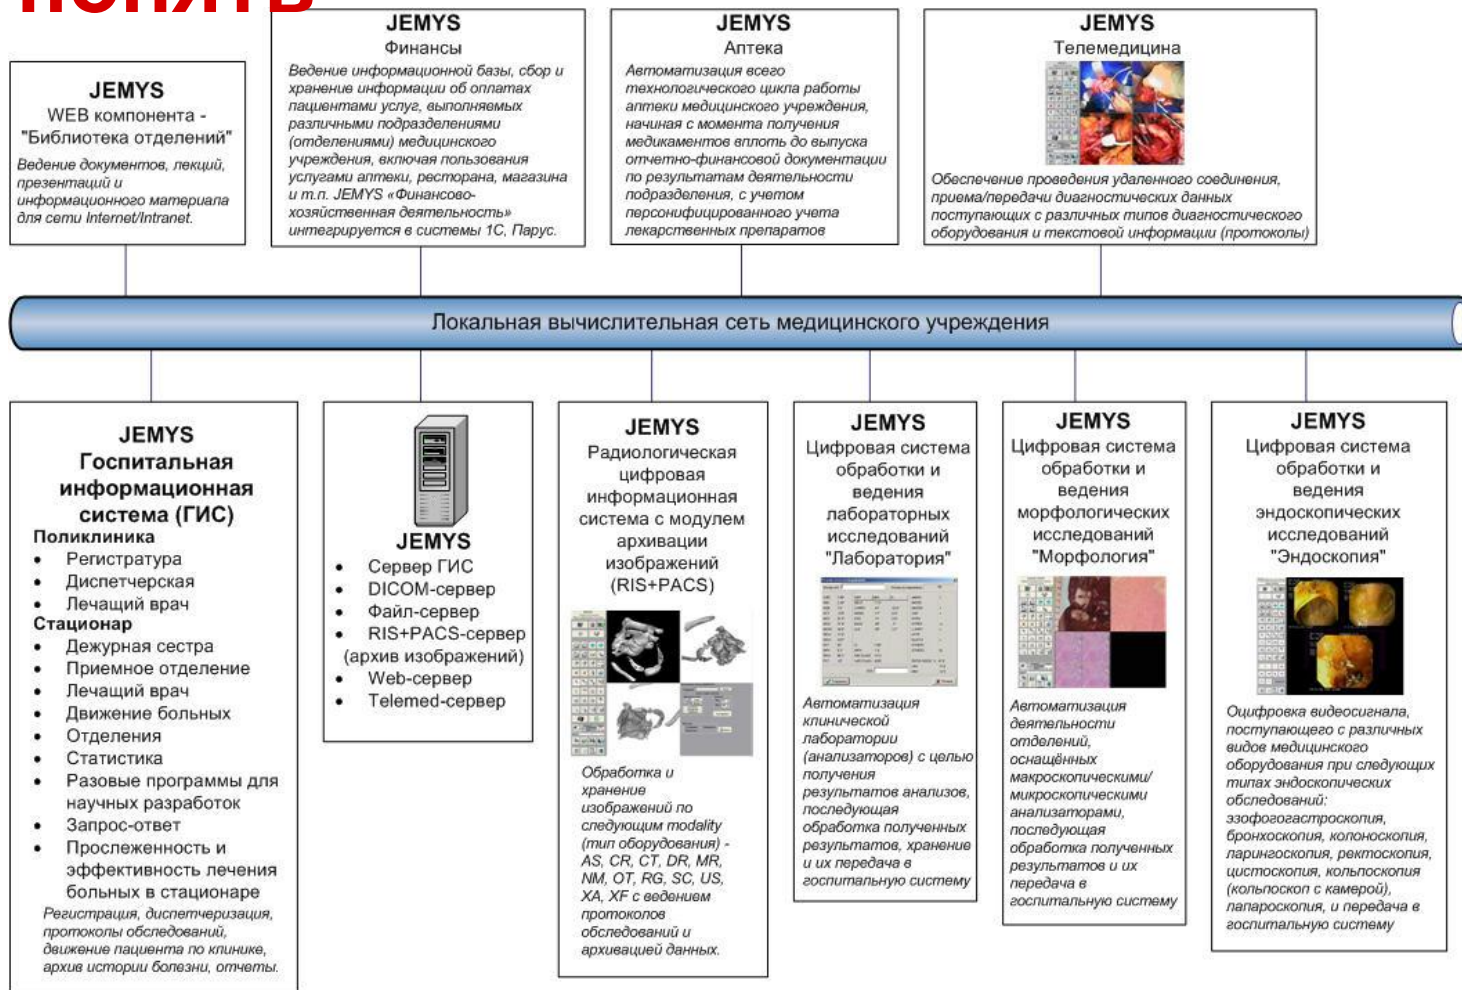 ПОНЯТЬ
JEMYS
WEB компонента -
"Библиотека отделений"
Ведение документов, лекций,
презентаций и
информационного материала
для сети Internet/Intranet.
JEMYS
Финансы
Ведение информационной базы, сбор и
хранение информации об оплатах
пациентами услуг, выполняемых
различными подразделениями
(отделениями) медицинского
учреждения, включая пользования
услугами аптеки, ресторана, магазина
и т.п. JEMYS «Финансово-
хозяйственная деятельность»
интегрируется в системы 1С, Парус.
JEMYS
Аптека
Автоматизация всего
технологического цикла работы
аптеки медицинского учреждения,
начиная с момента получения
медикаментов вплоть до выпуска
отчетно-финансовой документации
по результатам деятельности
подразделения, с учетом
персонифицированного учета
лекарственных препаратов
JEMYS
Телемедицина
Обеспечение проведения удаленного соединения,
приема/передачи диагностических данных
поступающих с различных типов диагностического
оборудования и текстовой информации (протоколы)
Локальная вычислительная сеть медицинского учреждения
JEMYS
Госпитальная
информационная
система (ГИС)
Поликлиника
• Регистратура
• Диспетчерская
• Лечащий врач
Стационар
• Дежурная сестра
• Приемное отделение
• Лечащий врач
• Движение больных
• Отделения
• Статистика
• Разовые программы для
научных разработок
• Запрос-ответ
• Прослеженность и
эффективность лечения
больных в стационаре
Регистрация, диспетчеризация,
протоколы обследований,
движение пациента по клинике,
архив истории болезни, отчеты.
JEMYS
• Сервер ГИС
• DICOM-сервер
• Файл-сервер
• RIS+PACS-сервер
(архив изображений)
• Web-сервер
• Telemed-сервер
JEMYS
Радиологическая
цифровая
информационная
система с модулем
архивации
изображений
(RIS+PACS)
Обработка и
хранение
изображений по
следующим modality
(тип оборудования) -
AS, CR, CT, DR, MR,
NM, OT, RG, SC, US,
XA, XF с ведением
протоколов
обследований и
архивацией данных.
JEMYS
Цифровая система
обработки и
ведения
лабораторных
исследований
"Лаборатория"
Автоматизация
клинической
лаборатории
(анализаторов) с целью
получения
результатов анализов,
последующая
обработка полученных
результатов, хранение
и их передача в
госпитальную систему
JEMYS
Цифровая система
обработки и
ведения
морфологических
исследований
"Морфология"
Автоматизация
деятельности
отделений,
оснащённых
макроскопическими/
микроскопическими
анализаторами,
последующая
обработка полученных
результатов и их
передача в
госпитальную систему
JEMYS
Цифровая система
обработки и
ведения
эндоскопических
исследований
"Эндоскопия"
Оцифровка видеосигнала,
поступающего с различных
видов медицинского
оборудования при следующих
типах эндоскопических
обследований:
эзофогогастроскопия,
бронхоскопия, колоноскопия,
ларингоскопия, ректоскопия,
цистоскопия, кольпоскопия
(кольпоскоп с камерой),
лапароскопия, и передача в
госпитальную систему